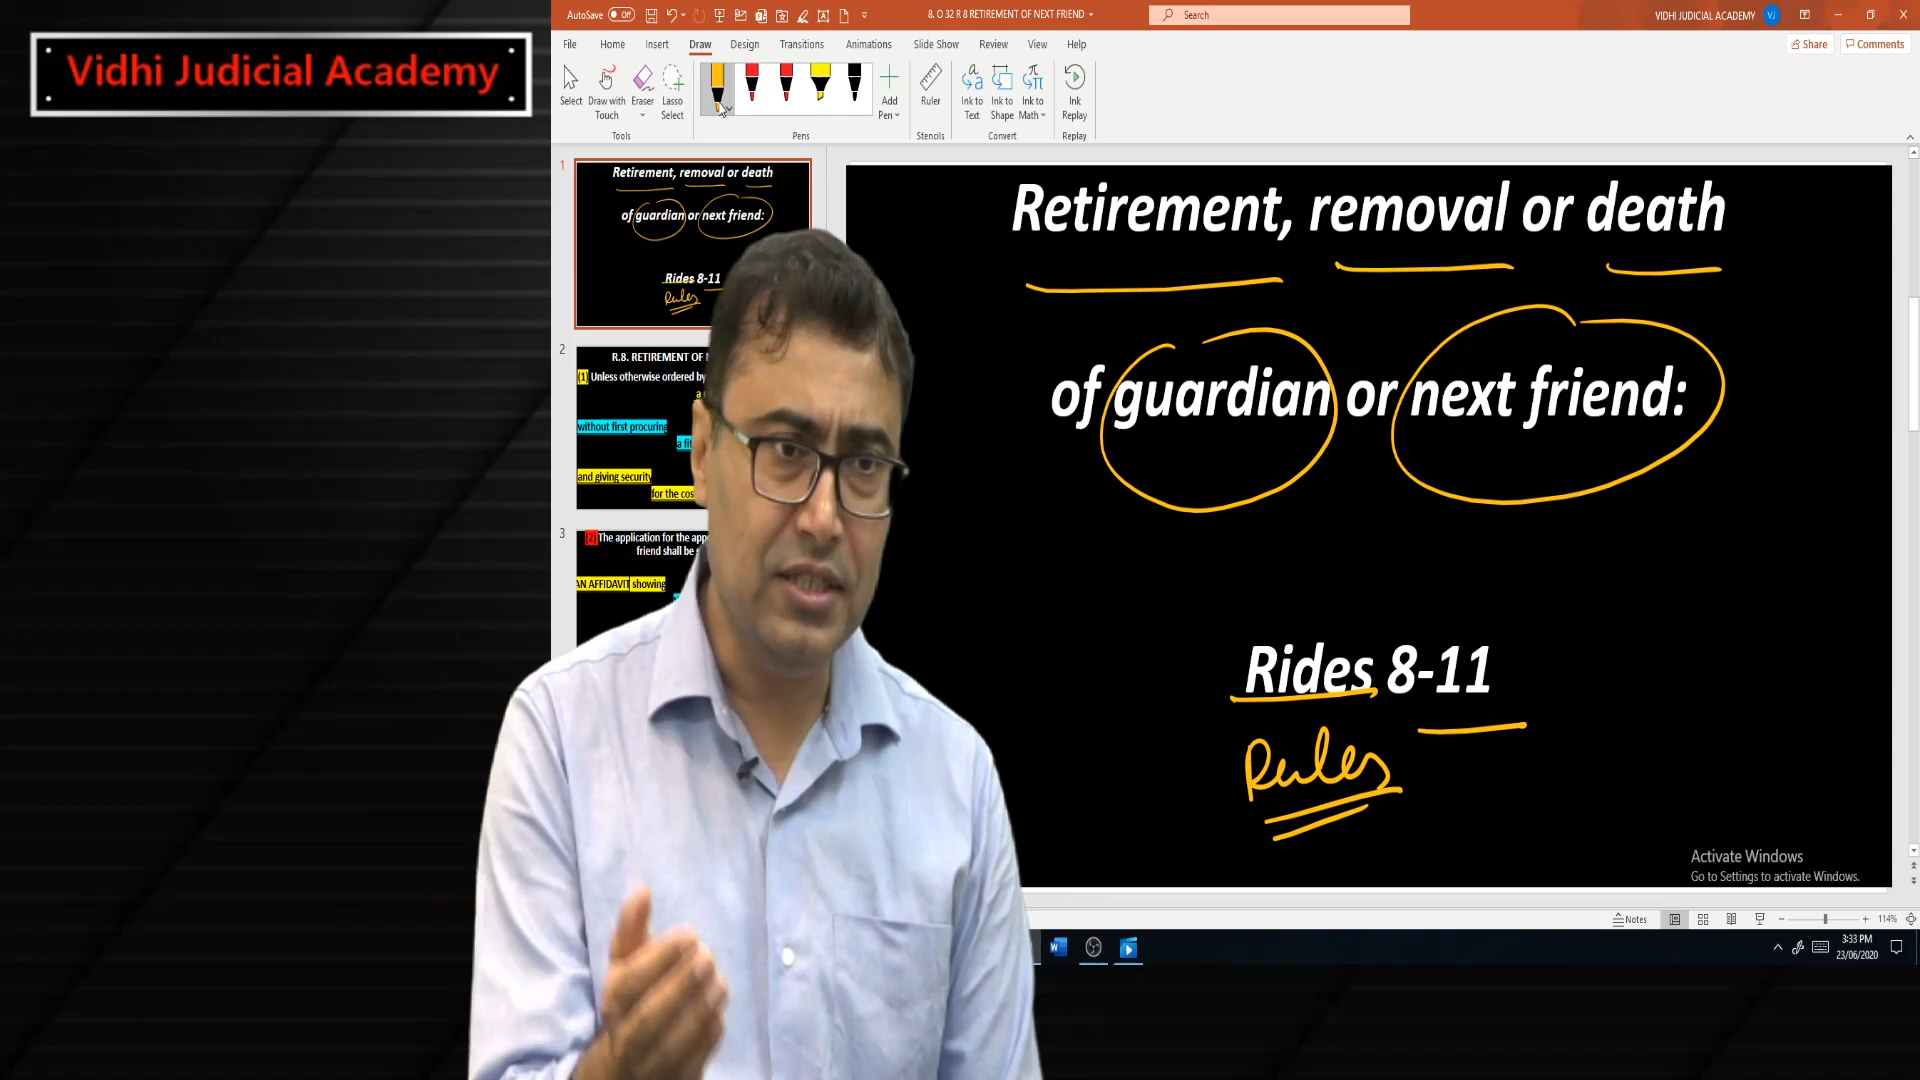 Vidhi Judicial Academy
AutoSave Off
8. O 32 R 8 RETIREMENT OF NEXT FRIEND
Search
VIDHI JUDICIAL ACADEMY VJ
File Home Insert Draw Design Transitions Animations Slide Show Review View Help
Share Comments
Select
Draw with Touch
Eraser
Lasso Select
Add Pen
Ruler
Ink to Text
Ink to Shape
Ink to Math
Ink Replay
Tools Pens Stencils Convert Replay
1
Retirement, removal or death
of guardian or next friend:
Rides 8-11
Rules
2
R.8. RETIREMENT OF
(1) Unless otherwise ordered by
without first procuring
and giving security
for the
3
(2) The application for the
friend shall be
AN AFFIDAVIT showing
Retirement, removal or death
of guardian or next friend:
Rides 8-11
Rules
Activate Windows
Go to Settings to activate Windows.
Notes
114%
3:33 PM
23/06/2020